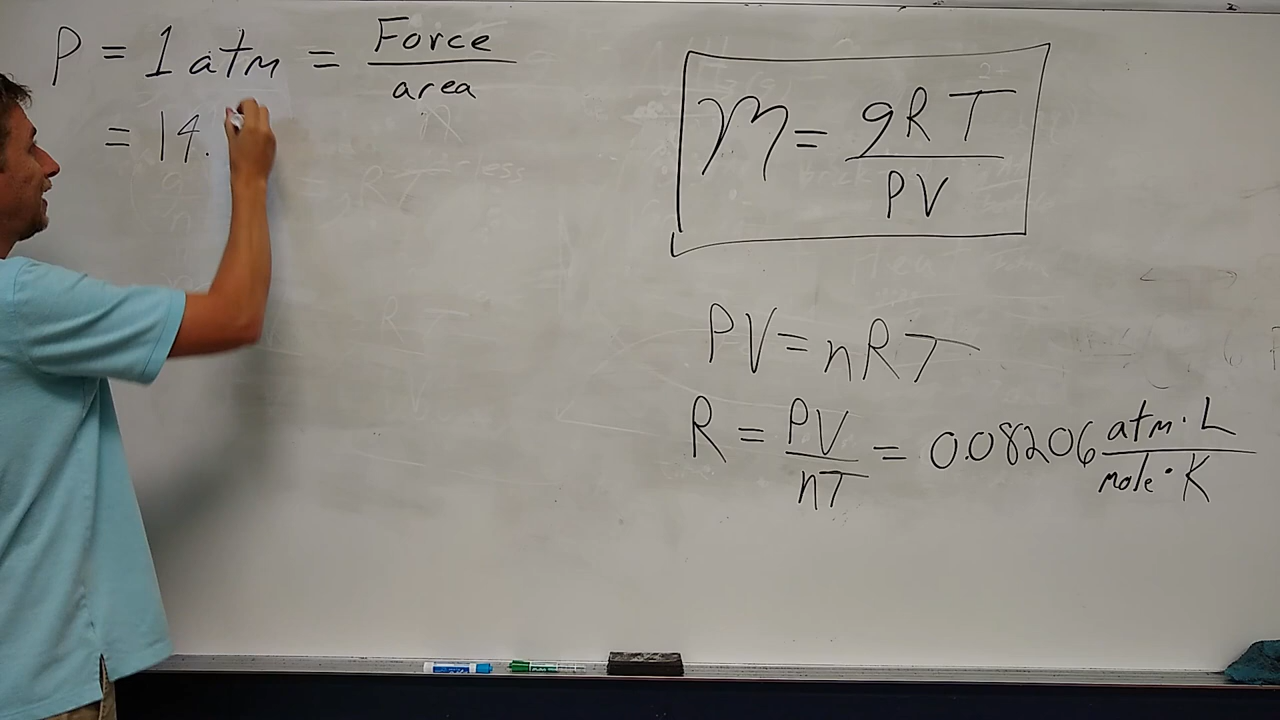 P = 1 atm = Force / area
= 14.
M = gRT / PV
PV = nRT
R = PV / nT = 0.08206 atm · L / mole · K